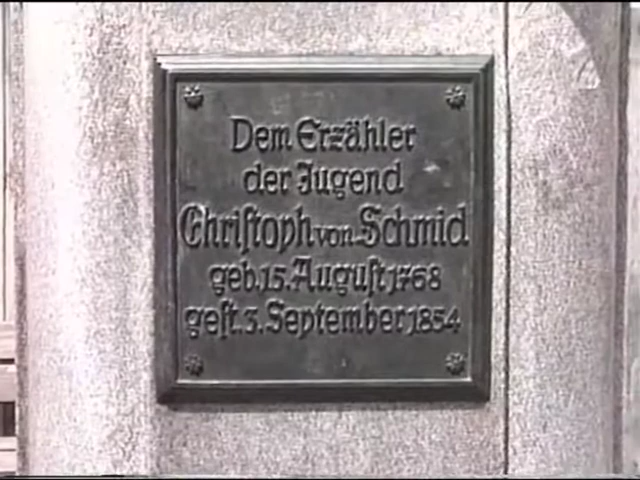 Dem Erzähler
der Jugend
Chriſtoph von Schmid
geb. 15. Auguſt 1768
geſt. 3. September 1854